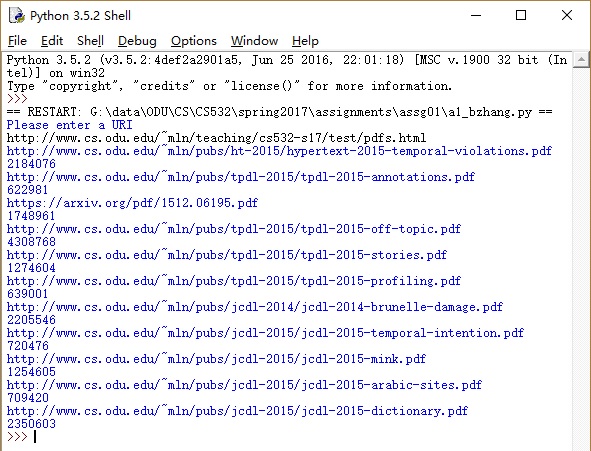 Python 3.5.2 Shell
File Edit Shell Debug Options Window Help
Python 3.5.2 (v3.5.2:4def2a2901a5, Jun 25 2016, 22:01:18) [MSC v.1900 32 bit (In
tel)] on win32
Type "copyright", "credits" or "license()" for more information.
>>>
== RESTART: G:\data\ODU\CS\CS532\spring2017\assignments\assg01\a1_bzhang.py ==
Please enter a URI
http://www.cs.odu.edu/~mln/teaching/cs532-s17/test/pdfs.html
http://www.cs.odu.edu/~mln/pubs/ht-2015/hypertext-2015-temporal-violations.pdf
2184076
http://www.cs.odu.edu/~mln/pubs/tpdl-2015/tpdl-2015-annotations.pdf
622981
https://arxiv.org/pdf/1512.06195.pdf
1748961
http://www.cs.odu.edu/~mln/pubs/tpdl-2015/tpdl-2015-off-topic.pdf
4308768
http://www.cs.odu.edu/~mln/pubs/tpdl-2015/tpdl-2015-stories.pdf
1274604
http://www.cs.odu.edu/~mln/pubs/tpdl-2015/tpdl-2015-profiling.pdf
639001
http://www.cs.odu.edu/~mln/pubs/jcdl-2014/jcdl-2014-brunelle-damage.pdf
2205546
http://www.cs.odu.edu/~mln/pubs/jcdl-2015/jcdl-2015-temporal-intention.pdf
720476
http://www.cs.odu.edu/~mln/pubs/jcdl-2015/jcdl-2015-mink.pdf
1254605
http://www.cs.odu.edu/~mln/pubs/jcdl-2015/jcdl-2015-arabic-sites.pdf
709420
http://www.cs.odu.edu/~mln/pubs/jcdl-2015/jcdl-2015-dictionary.pdf
2350603
>>>